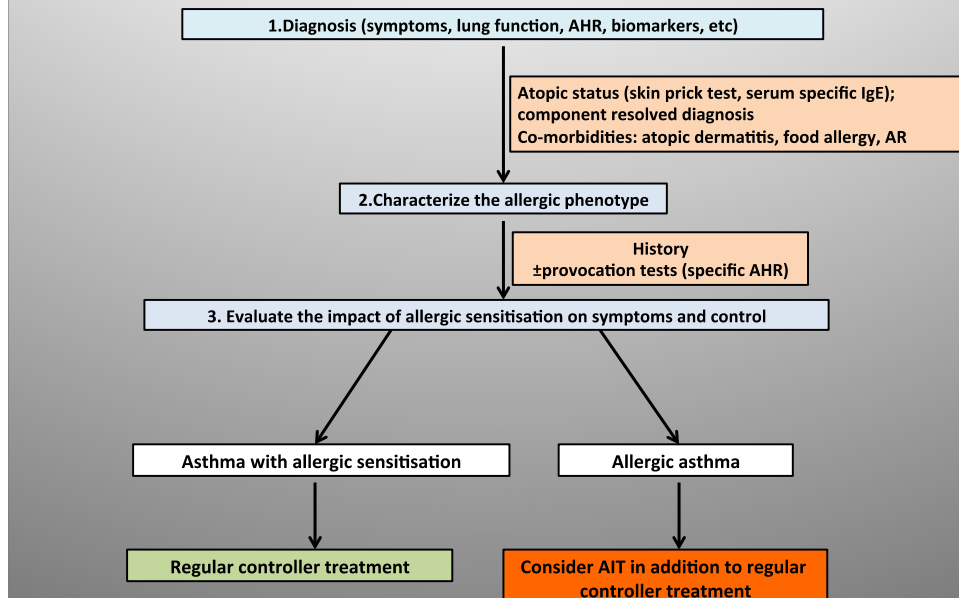 1.Diagnosis (symptoms, lung function, AHR, biomarkers, etc)
Atopic status (skin prick test, serum specific IgE);
component resolved diagnosis
Co-morbidities: atopic dermatitis, food allergy, AR
2.Characterize the allergic phenotype
History
±provocation tests (specific AHR)
3. Evaluate the impact of allergic sensitisation on symptoms and control
Asthma with allergic sensitisation
Allergic asthma
Regular controller treatment
Consider AIT in addition to regular
controller treatment